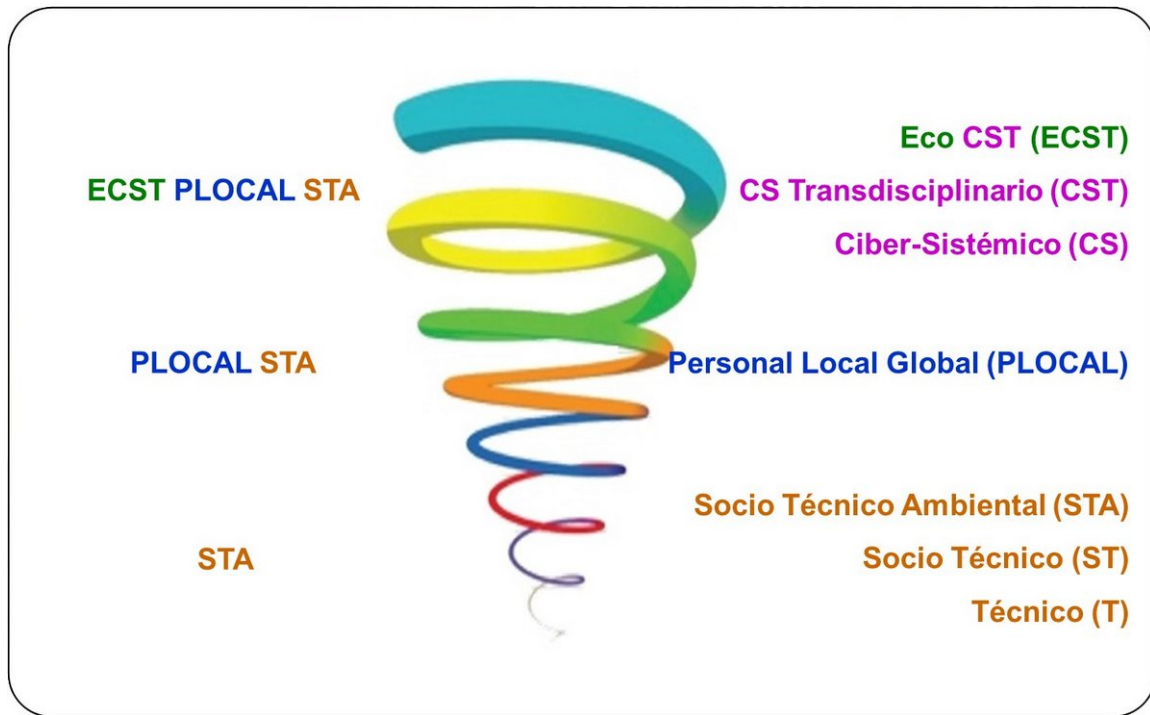 Eco CST (ECST)
ECST PLOCAL STA
CS Transdisciplinario (CST)
Ciber-Sistémico (CS)
PLOCAL STA
Personal Local Global (PLOCAL)
Socio Técnico Ambiental (STA)
STA
Socio Técnico (ST)
Técnico (T)